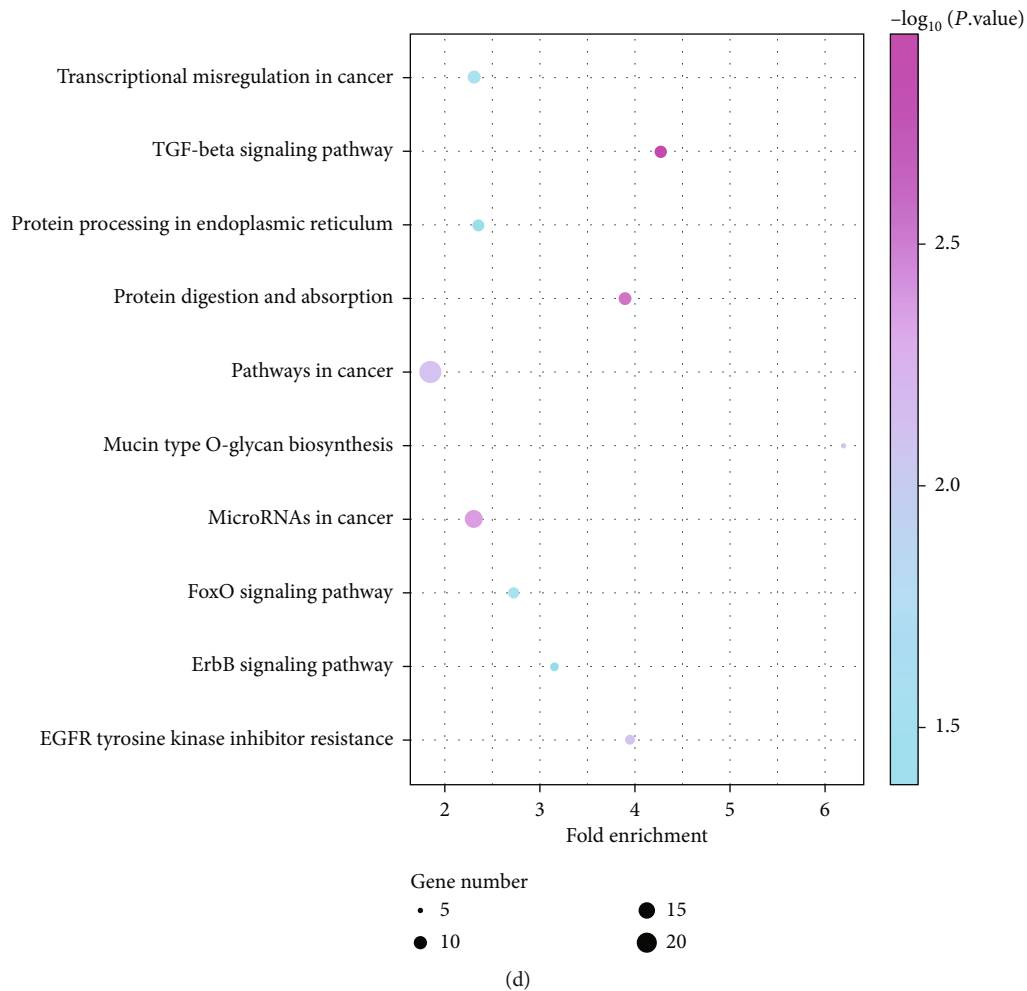 –log10 (P.value)
Transcriptional misregulation in cancer
TGF-beta signaling pathway
Protein processing in endoplasmic reticulum
Protein digestion and absorption
Pathways in cancer
Mucin type O-glycan biosynthesis
MicroRNAs in cancer
FoxO signaling pathway
ErbB signaling pathway
EGFR tyrosine kinase inhibitor resistance
2.5
2.0
1.5
2 3 4 5 6
Fold enrichment
Gene number
5 15
10 20
(d)